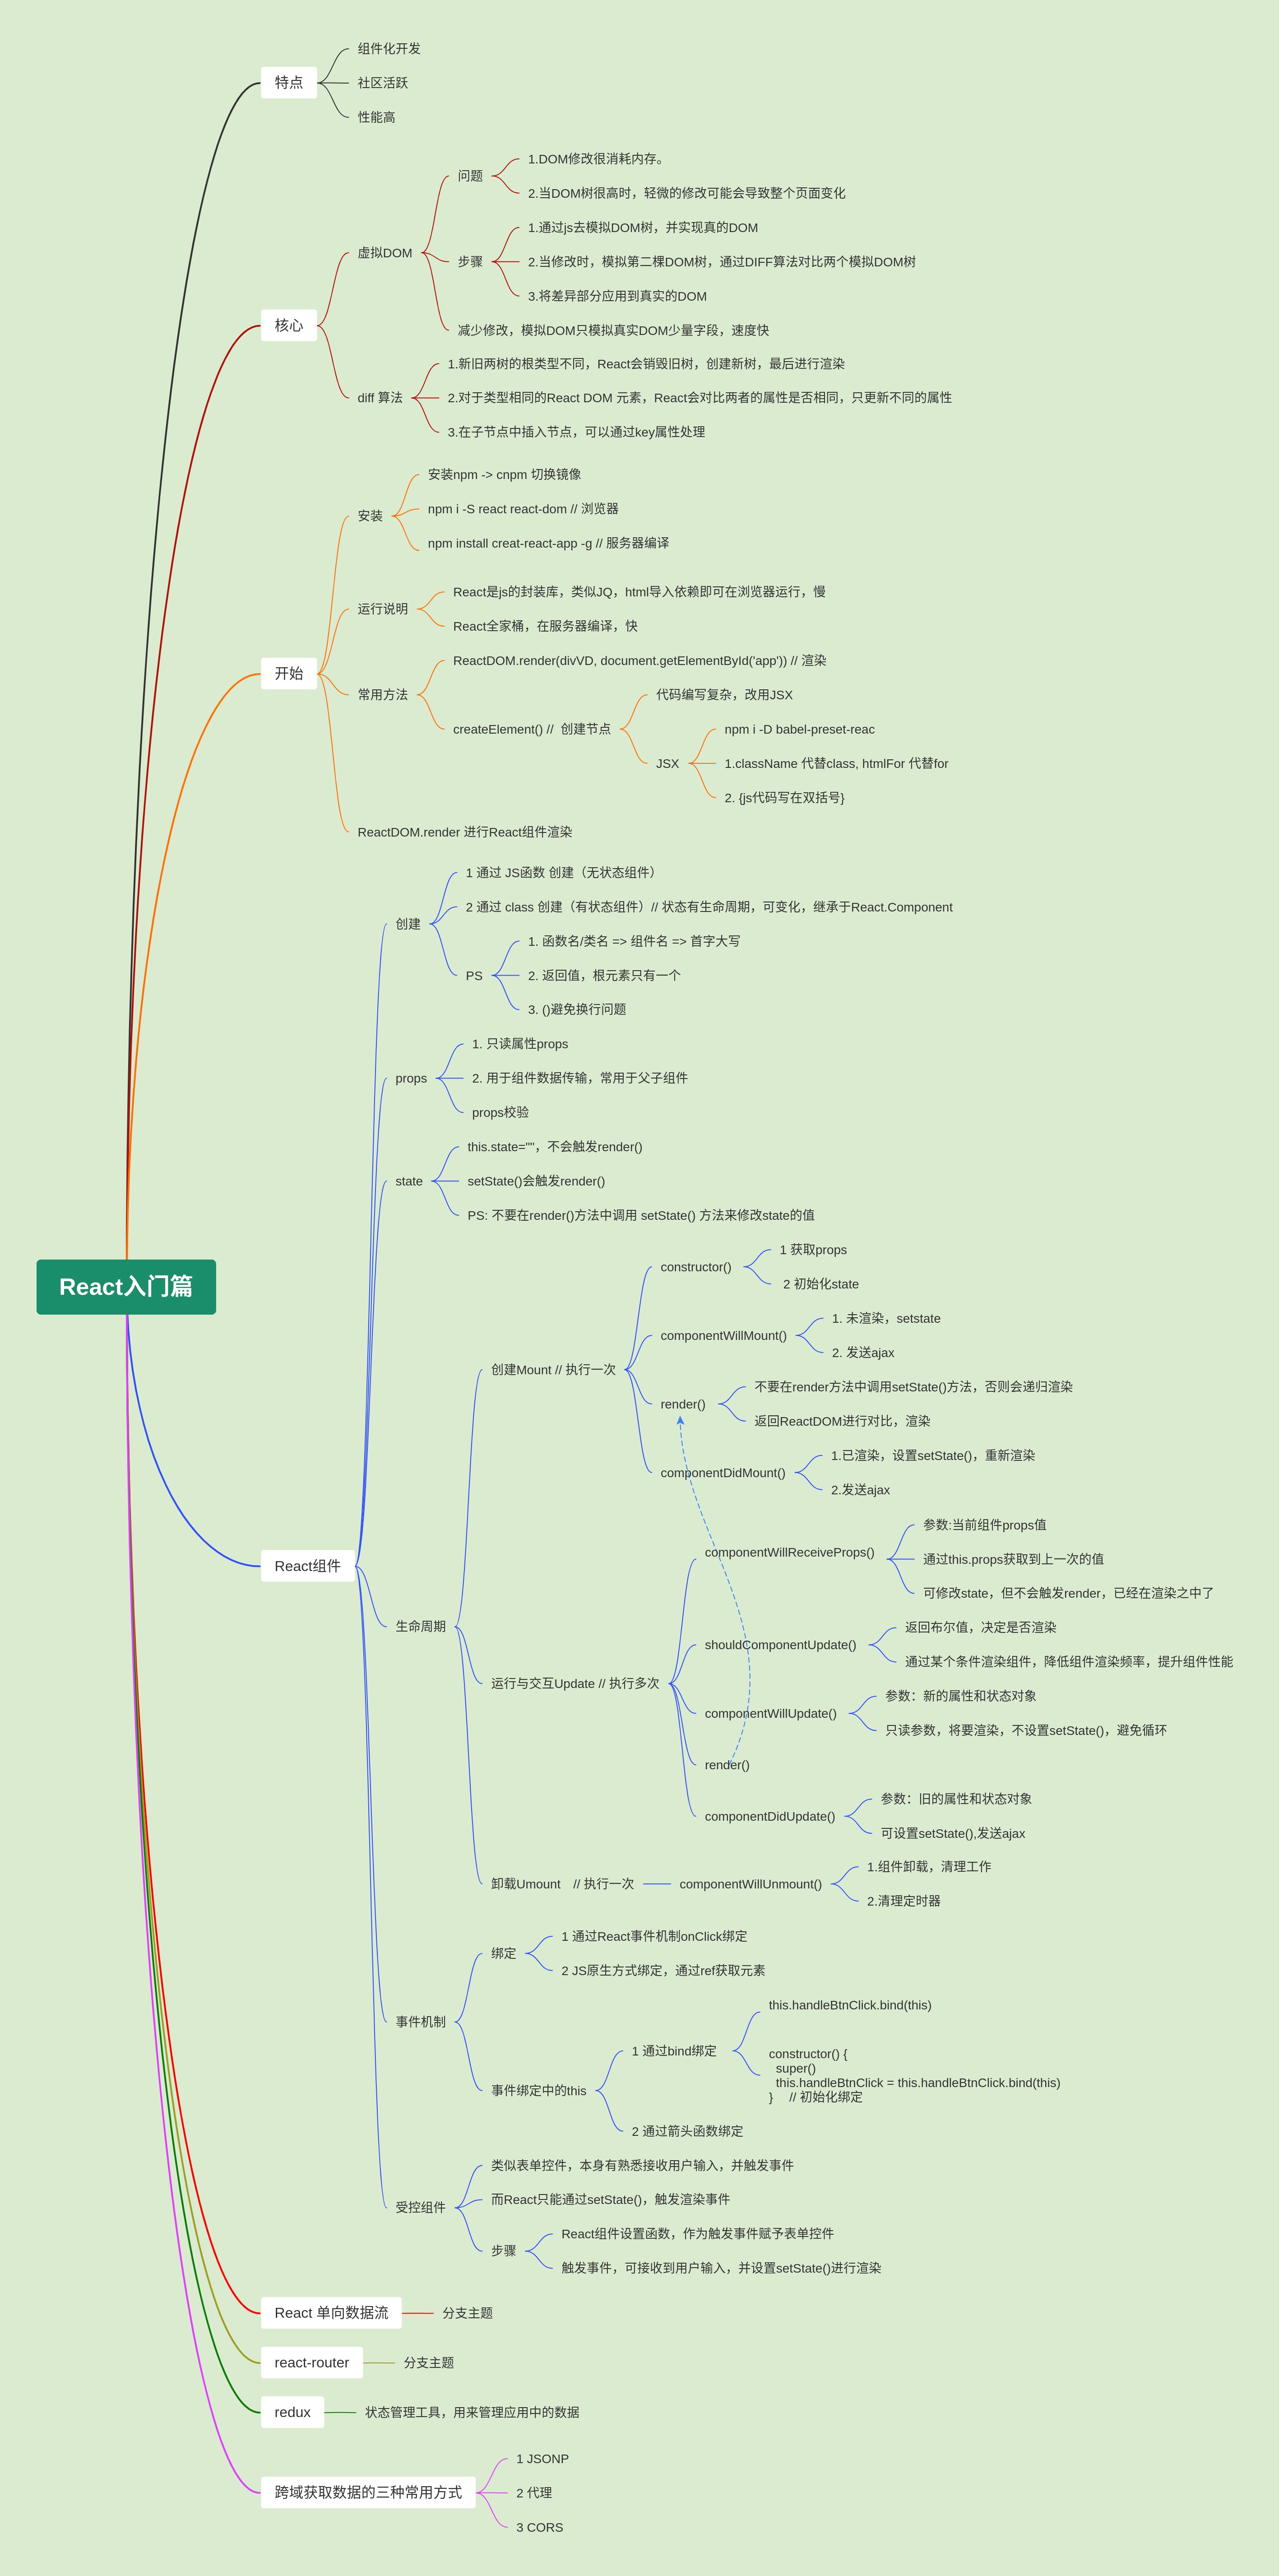 React入门篇
特点
组件化开发
社区活跃
性能高
核心
虚拟DOM
问题
1.DOM修改很消耗内存。
2.当DOM树很高时，轻微的修改可能会导致整个页面变化
步骤
1.通过js去模拟DOM树，并实现真的DOM
2.当修改时，模拟第二棵DOM树，通过DIFF算法对比两个模拟DOM树
3.将差异部分应用到真实的DOM
减少修改，模拟DOM只模拟真实DOM少量字段，速度快
diff 算法
1.新旧两树的根类型不同，React会销毁旧树，创建新树，最后进行渲染
2.对于类型相同的React DOM 元素，React会对比两者的属性是否相同，只更新不同的属性
3.在子节点中插入节点，可以通过key属性处理
开始
安装
安装npm -> cnpm 切换镜像
npm i -S react react-dom // 浏览器
npm install creat-react-app -g // 服务器编译
运行说明
React是js的封装库，类似JQ，html导入依赖即可在浏览器运行，慢
React全家桶，在服务器编译，快
常用方法
ReactDOM.render(divVD, document.getElementById('app')) // 渲染
createElement() // 创建节点
代码编写复杂，改用JSX
JSX
npm i -D babel-preset-reac
1.className 代替class, htmlFor 代替for
2. {js代码写在双括号}
ReactDOM.render 进行React组件渲染
React组件
创建
1 通过 JS函数 创建（无状态组件）
2 通过 class 创建（有状态组件）// 状态有生命周期，可变化，继承于React.Component
PS
1. 函数名/类名 => 组件名 => 首字大写
2. 返回值，根元素只有一个
3. ()避免换行问题
props
1. 只读属性props
2. 用于组件数据传输，常用于父子组件
props校验
state
this.state=""，不会触发render()
setState()会触发render()
PS: 不要在render()方法中调用 setState() 方法来修改state的值
生命周期
创建Mount // 执行一次
constructor()
1 获取props
2 初始化state
componentWillMount()
1. 未渲染，setstate
2. 发送ajax
render()
不要在render方法中调用setState()方法，否则会递归渲染
返回ReactDOM进行对比，渲染
componentDidMount()
1.已渲染，设置setState()，重新渲染
2.发送ajax
运行与交互Update // 执行多次
componentWillReceiveProps()
参数:当前组件props值
通过this.props获取到上一次的值
可修改state，但不会触发render，已经在渲染之中了
shouldComponentUpdate()
返回布尔值，决定是否渲染
通过某个条件渲染组件，降低组件渲染频率，提升组件性能
componentWillUpdate()
参数：新的属性和状态对象
只读参数，将要渲染，不设置setState()，避免循环
render()
componentDidUpdate()
参数：旧的属性和状态对象
可设置setState(),发送ajax
卸载Umount // 执行一次
componentWillUnmount()
1.组件卸载，清理工作
2.清理定时器
事件机制
绑定
1 通过React事件机制onClick绑定
2 JS原生方式绑定，通过ref获取元素
事件绑定中的this
1 通过bind绑定
this.handleBtnClick.bind(this)
constructor() {
super()
this.handleBtnClick = this.handleBtnClick.bind(this)
} // 初始化绑定
2 通过箭头函数绑定
受控组件
类似表单控件，本身有熟悉接收用户输入，并触发事件
而React只能通过setState()，触发渲染事件
步骤
React组件设置函数，作为触发事件赋予表单控件
触发事件，可接收到用户输入，并设置setState()进行渲染
React 单向数据流
分支主题
react-router
分支主题
redux
状态管理工具，用来管理应用中的数据
跨域获取数据的三种常用方式
1 JSONP
2 代理
3 CORS